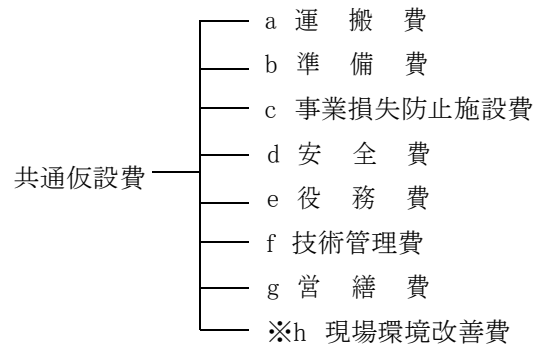 a 運　搬　費
b 準　備　費
c 事業損失防止施設費
d 安　全　費
共通仮設費
e 役　務　費
f 技術管理費
g 営　繕　費
※h 現場環境改善費